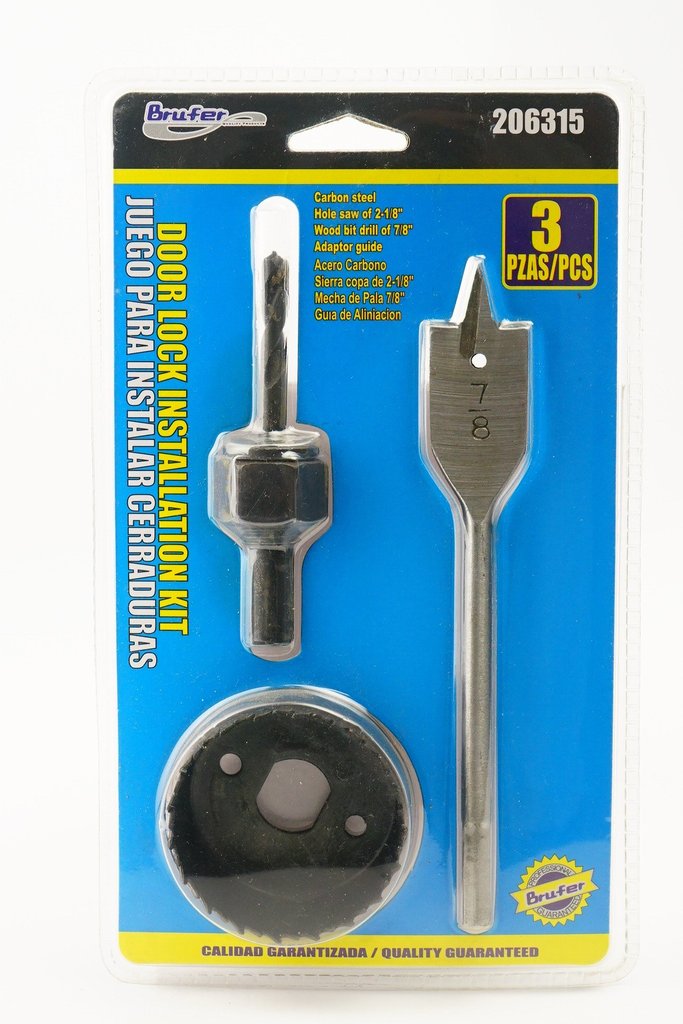 Brufer
QUALITY PRODUCTS
206315
Carbon steel
Hole saw of 2-1/8"
Wood bit drill of 7/8"
Adaptor guide
Acero Carbono
Sierra copa de 2-1/8"
Mecha de Pala 7/8"
Guia de Aliniacion
3
PZAS/PCS
DOOR LOCK INSTALLATION KIT
JUEGO PARA INSTALAR CERRADURAS
7
8
PROFESSIONAL
Brufer
GUARANTEED
CALIDAD GARANTIZADA / QUALITY GUARANTEED